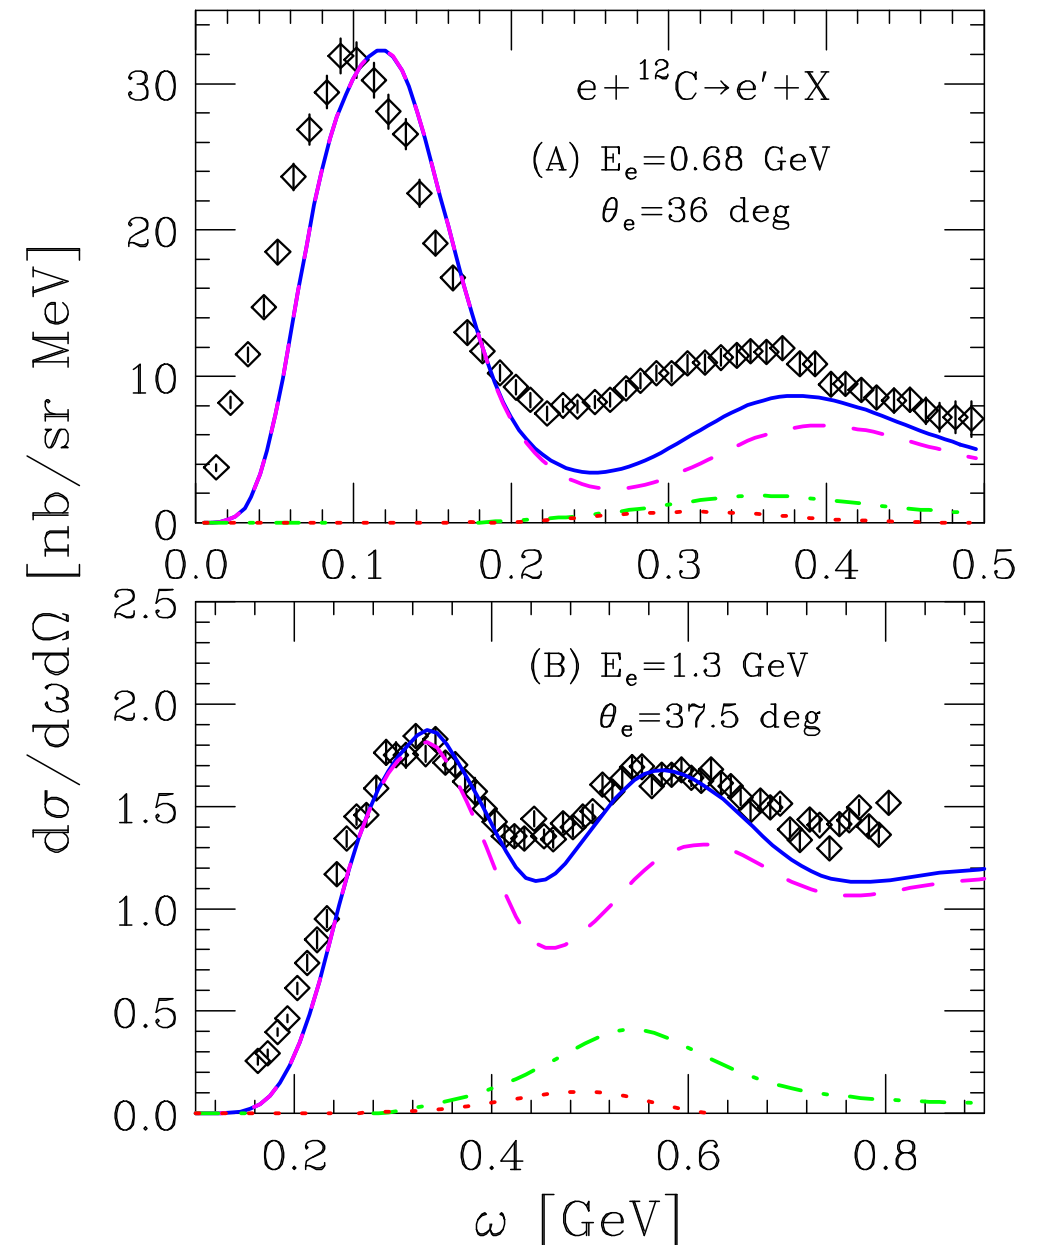 e+¹²C→e′+X
(A) Eₑ=0.68 GeV
θₑ=36 deg
30
20
10
0
0.0 0.1 0.2 0.3 0.4 0.5
dσ/dωdΩ [nb/sr MeV]
(B) Eₑ=1.3 GeV
θₑ=37.5 deg
2.5
2.0
1.5
1.0
0.5
0.0
0.2 0.4 0.6 0.8
ω [GeV]